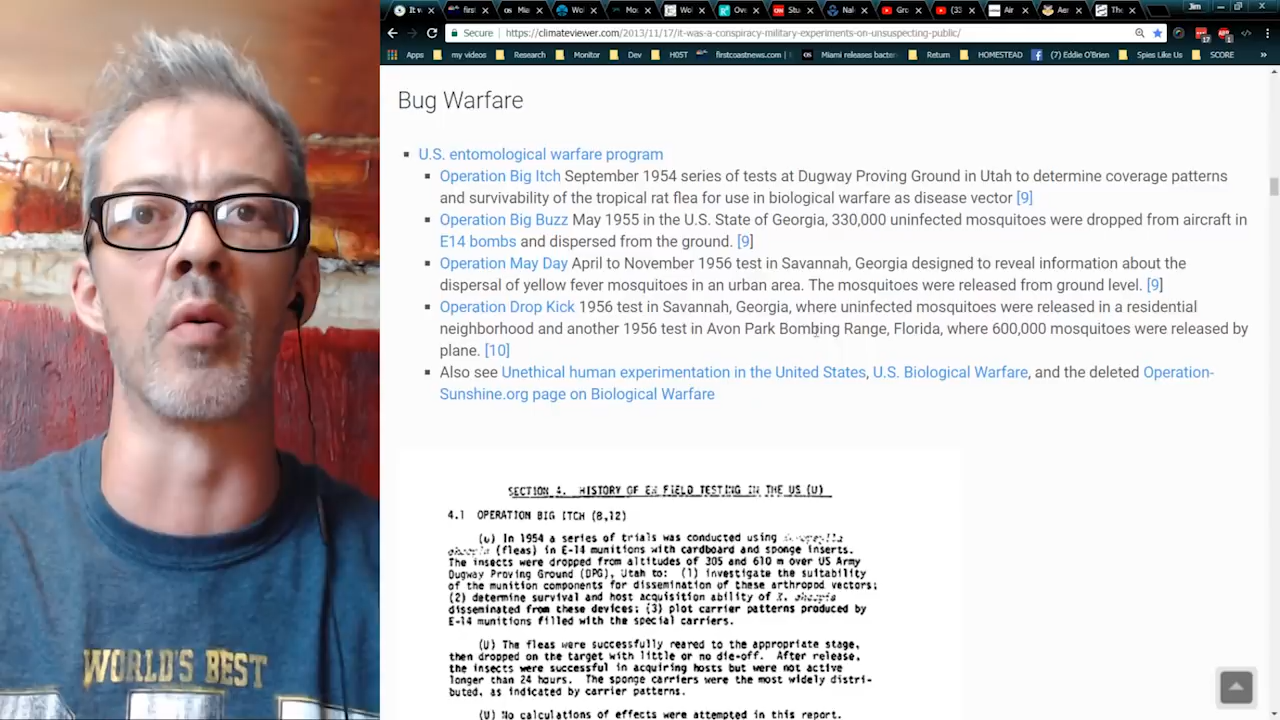 It v
first
Mia
Wol
Mos
Wol
Ove
Stu
Nal
Gro
(33
Air
Aer
The
Jim
Secure
https://climateviewer.com/2013/11/17/it-was-a-conspiracy-military-experiments-on-unsuspecting-public/
Apps my videos Research Monitor Dev H0ST firstcoastnews.com Miami releases bacter Return HOMESTEAD (7) Eddie O'Brien Spies Like Us SCORE
Bug Warfare
U.S. entomological warfare program
Operation Big Itch September 1954 series of tests at Dugway Proving Ground in Utah to determine coverage patterns
and survivability of the tropical rat flea for use in biological warfare as disease vector [9]
Operation Big Buzz May 1955 in the U.S. State of Georgia, 330,000 uninfected mosquitoes were dropped from aircraft in
E14 bombs and dispersed from the ground. [9]
Operation May Day April to November 1956 test in Savannah, Georgia designed to reveal information about the
dispersal of yellow fever mosquitoes in an urban area. The mosquitoes were released from ground level. [9]
Operation Drop Kick 1956 test in Savannah, Georgia, where uninfected mosquitoes were released in a residential
neighborhood and another 1956 test in Avon Park Bombing Range, Florida, where 600,000 mosquitoes were released by
plane. [10]
Also see Unethical human experimentation in the United States, U.S. Biological Warfare, and the deleted Operation-
Sunshine.org page on Biological Warfare
SECTION 4. HISTORY OF EW FIELD TESTING IN THE US (U)
4.1 OPERATION BIG ITCH (8,12)
(U) In 1954 a series of trials was conducted using
(fleas) in E-14 munitions with cardboard and sponge inserts.
The insects were dropped from altitudes of 305 and 610 m over US Army
Dugway Proving Ground (DPG), Utah to: (1) investigate the suitability
of the munition components for dissemination of these arthropod vectors;
(2) determine survival and host acquisition ability of X. cheopis
disseminated from these devices; (3) plot carrier patterns produced by
E-14 munitions filled with the special carriers.
(U) The fleas were successfully reared to the appropriate stage,
then dropped on the target with little or no die-off. After release,
the insects were successful in acquiring hosts but were not active
longer than 24 hours. The sponge carriers were the most widely distri-
buted, as indicated by carrier patterns.
(U) No calculations of effects were attempted in this report.
WORLD'S BEST